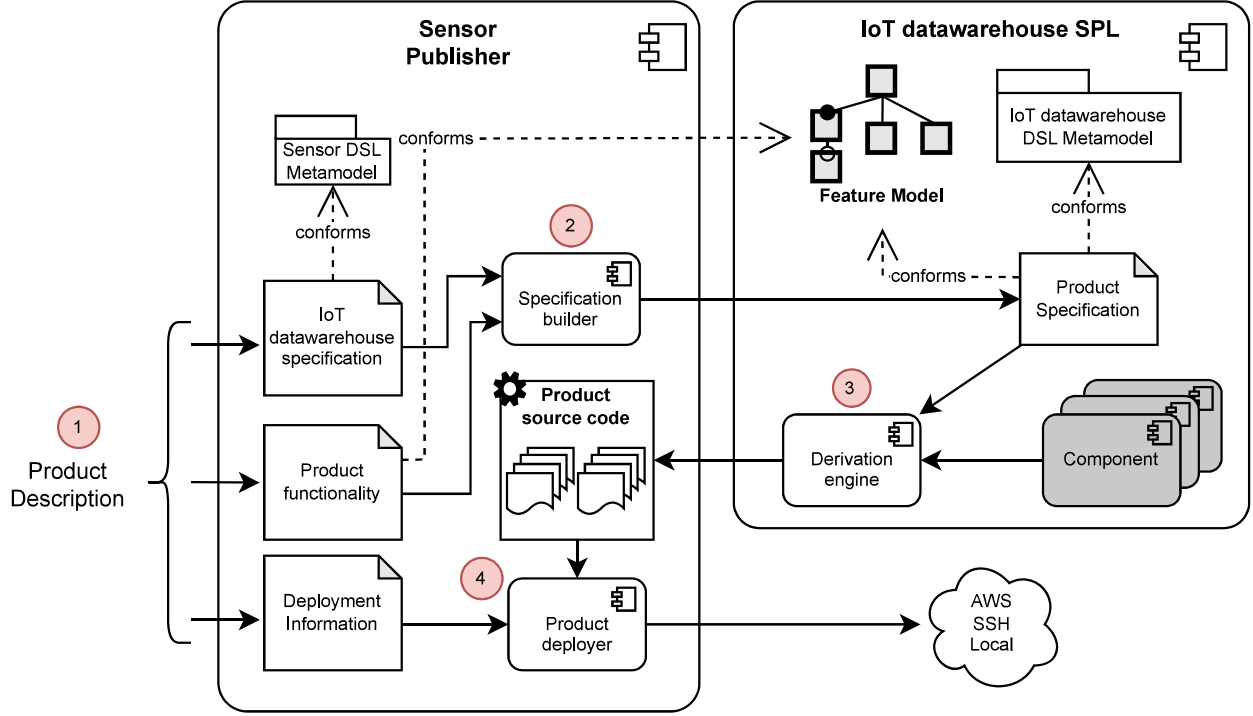 Sensor
Publisher
IoT datawarehouse SPL
Sensor DSL
Metamodel
conforms
IoT datawarehouse
DSL Metamodel
Feature Model
conforms
conforms
conforms
2
Specification
builder
Product
Specification
IoT
datawarehouse
specification
1
Product
Description
Product
source code
3
Derivation
engine
Component
Product
functionality
4
Deployment
Information
Product
deployer
AWS
SSH
Local